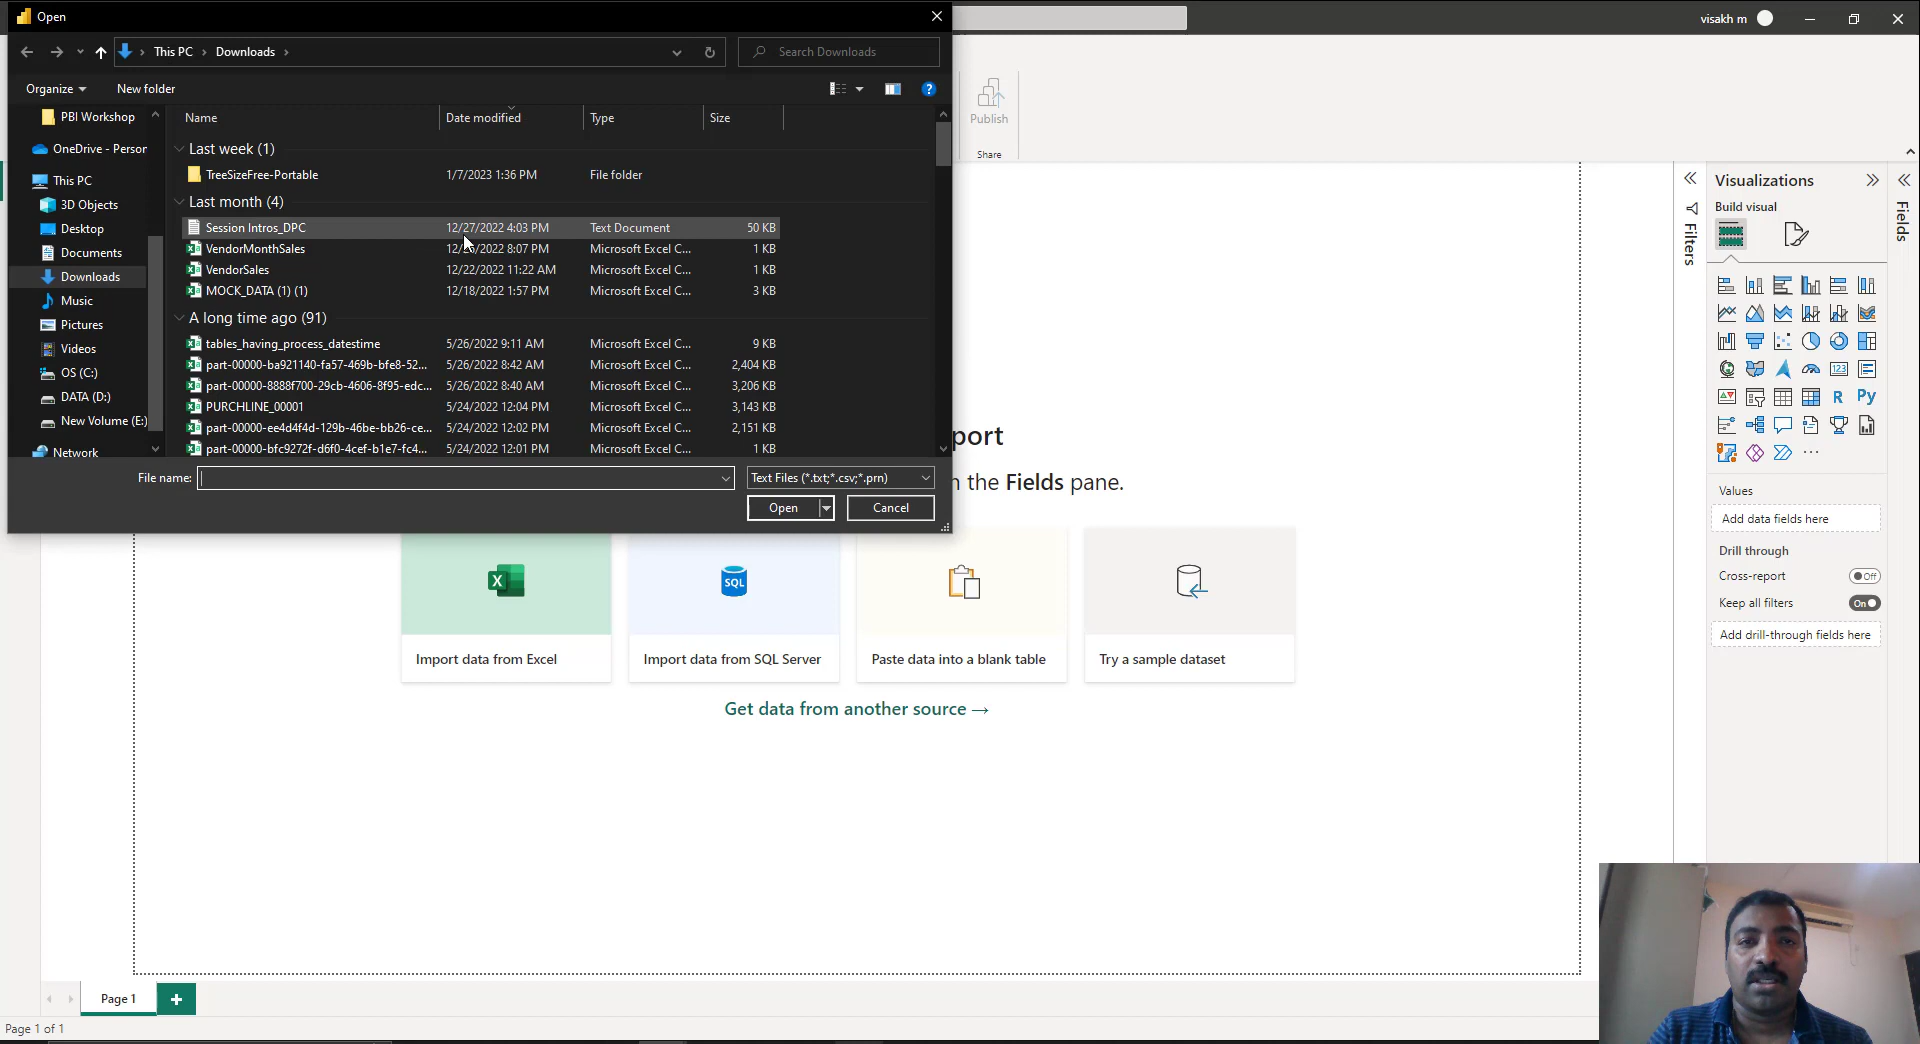 Open
visakh m
This PC
Downloads
Search Downloads
Organize
New folder
Name
Date modified
Type
Size
PBI Workshop
OneDrive - Person
This PC
3D Objects
Desktop
Documents
Downloads
Music
Pictures
Videos
OS (C:)
DATA (D:)
New Volume (E:)
Network
Last week (1)
TreeSizeFree-Portable 1/7/2023 1:36 PM File folder
Last month (4)
Session Intros_DPC 12/27/2022 4:03 PM Text Document 50 KB
VendorMonthSales 8:07 PM Microsoft Excel C... 1 KB
VendorSales 12/22/2022 11:22 AM Microsoft Excel C... 1 KB
MOCK_DATA (1) (1) 12/18/2022 1:57 PM Microsoft Excel C... 3 KB
A long time ago (91)
tables_having_process_datestime 5/26/2022 9:11 AM Microsoft Excel C... 9 KB
part-00000-ba921140-fa57-469b-bfe8-52... 5/26/2022 8:42 AM Microsoft Excel C... 2,404 KB
part-00000-8888f700-29cb-4606-8f95-edc... 5/26/2022 8:40 AM Microsoft Excel C... 3,206 KB
PURCHLINE_00001 5/24/2022 12:04 PM Microsoft Excel C... 3,143 KB
part-00000-ee4d4f4d-129b-46be-bb26-ce... 5/24/2022 12:02 PM Microsoft Excel C... 2,151 KB
part-00000-bfc9272f-d6f0-4cef-b1e7-fc4... 5/24/2022 12:01 PM Microsoft Excel C... 1 KB
File name:
Text Files (*.txt;*.csv;*.prn)
Open
Cancel
Publish
Share
port
n the Fields pane.
X
SQL
Import data from Excel
Import data from SQL Server
Paste data into a blank table
Try a sample dataset
Get data from another source →
Filters
Visualizations
Build visual
123
R
Py
Values
Add data fields here
Drill through
Cross-report
Off
Keep all filters
On
Add drill-through fields here
Fields
Page 1
Page 1 of 1